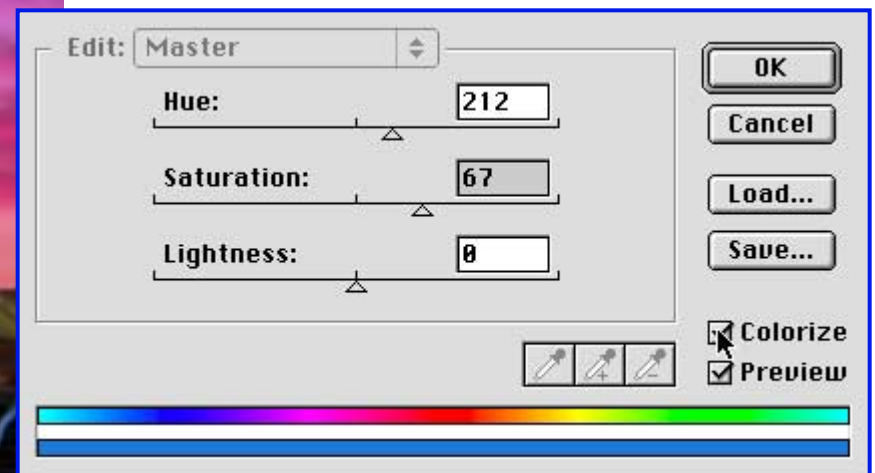 Edit: Master
Hue: 212
Saturation: 67
Lightness: 0
OK
Cancel
Load...
Save...
Colorize
Preview